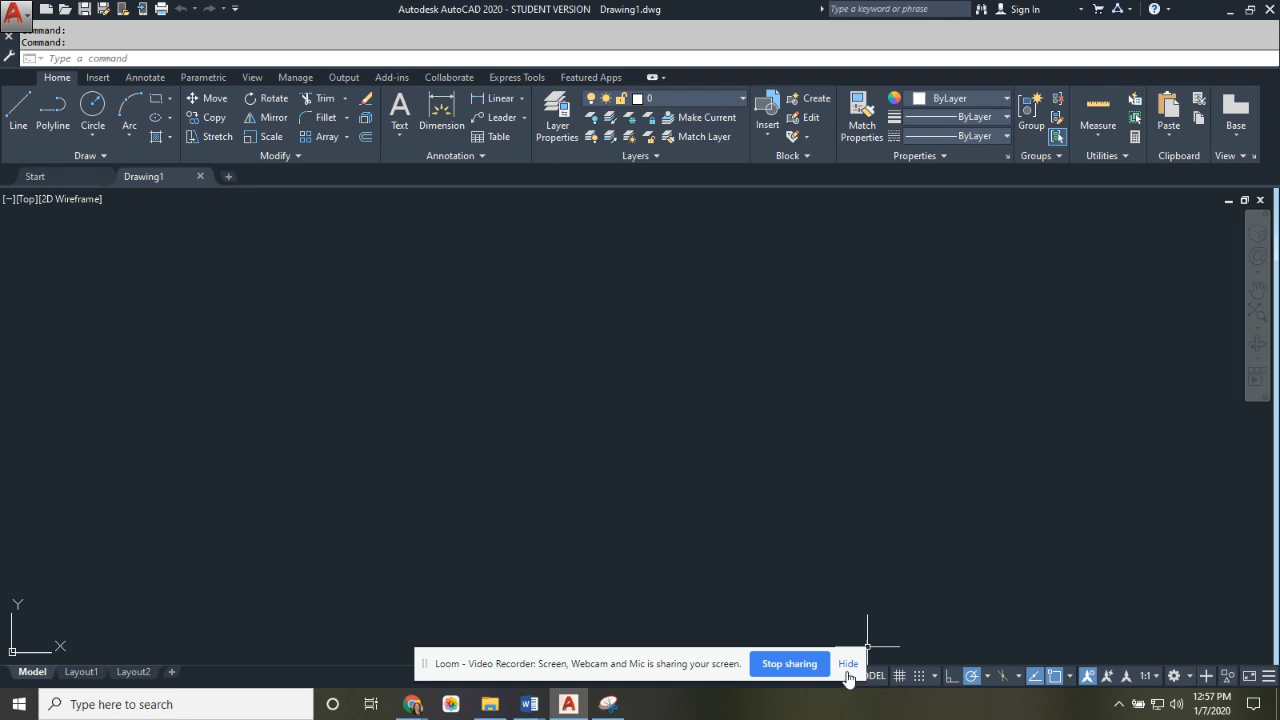 Autodesk AutoCAD 2020 - STUDENT VERSION Drawing1.dwg
Type a keyword or phrase
Sign In
Command:
Command:
Type a command
Home Insert Annotate Parametric View Manage Output Add-ins Collaborate Express Tools Featured Apps
Line Polyline Circle Arc
Move Rotate Trim
Copy Mirror Fillet
Stretch Scale Array
Text Dimension
Linear
Leader
Table
Layer Properties
0
Make Current
Match Layer
Insert
Create
Edit
Match Properties
ByLayer
ByLayer
ByLayer
Group
Measure
Paste
Base
Draw Modify Annotation Layers Block Properties Groups Utilities Clipboard View
Start Drawing1
[−][Top][2D Wireframe]
Y
X
Loom - Video Recorder: Screen, Webcam and Mic is sharing your screen. Stop sharing Hide
Model Layout1 Layout2
1:1
Type here to search
12:57 PM
1/7/2020